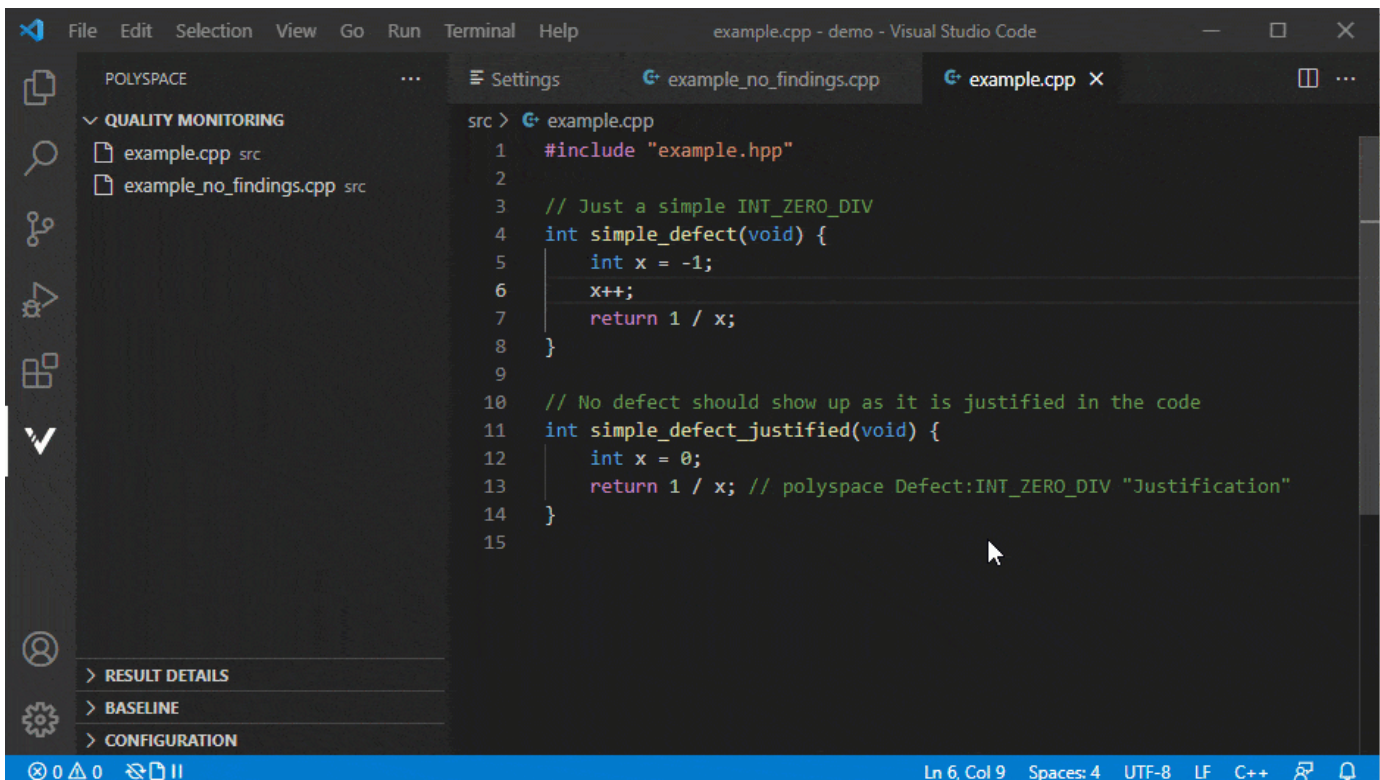 File Edit Selection View Go Run Terminal Help example.cpp - demo - Visual Studio Code
POLYSPACE ···
QUALITY MONITORING
example.cpp src
example_no_findings.cpp src
RESULT DETAILS
BASELINE
CONFIGURATION
Settings example_no_findings.cpp example.cpp
src > example.cpp
1 #include "example.hpp"
2
3 // Just a simple INT_ZERO_DIV
4 int simple_defect(void) {
5     int x = -1;
6     x++;
7     return 1 / x;
8 }
9
10 // No defect should show up as it is justified in the code
11 int simple_defect_justified(void) {
12     int x = 0;
13     return 1 / x; // polyspace Defect:INT_ZERO_DIV "Justification"
14 }
15
0 0 Ln 6, Col 9 Spaces: 4 UTF-8 LF C++